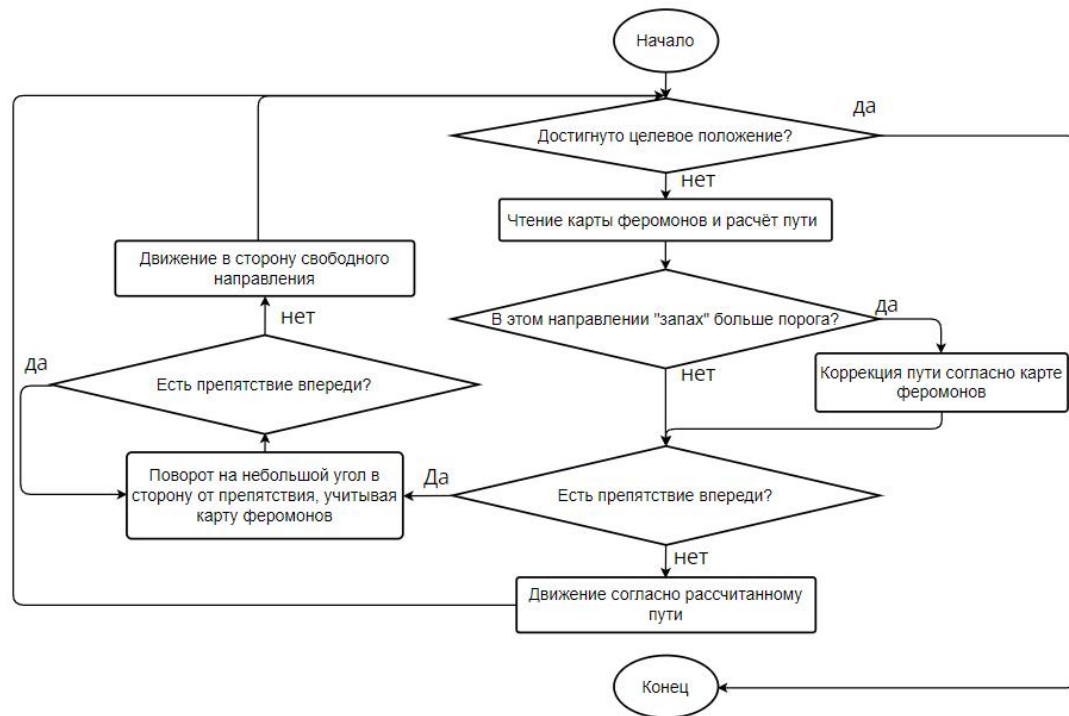 Начало
да
Достигнуто целевое положение?
нет
Чтение карты феромонов и расчёт пути
Движение в сторону свободного
направления
В этом направлении "запах" больше порога?
да
нет
да
нет
Есть препятствие впереди?
Коррекция пути согласно карте
феромонов
Поворот на небольшой угол в
сторону от препятствия, учитывая
карту феромонов
Да
Есть препятствие впереди?
нет
Движение согласно рассчитанному
пути
Конец